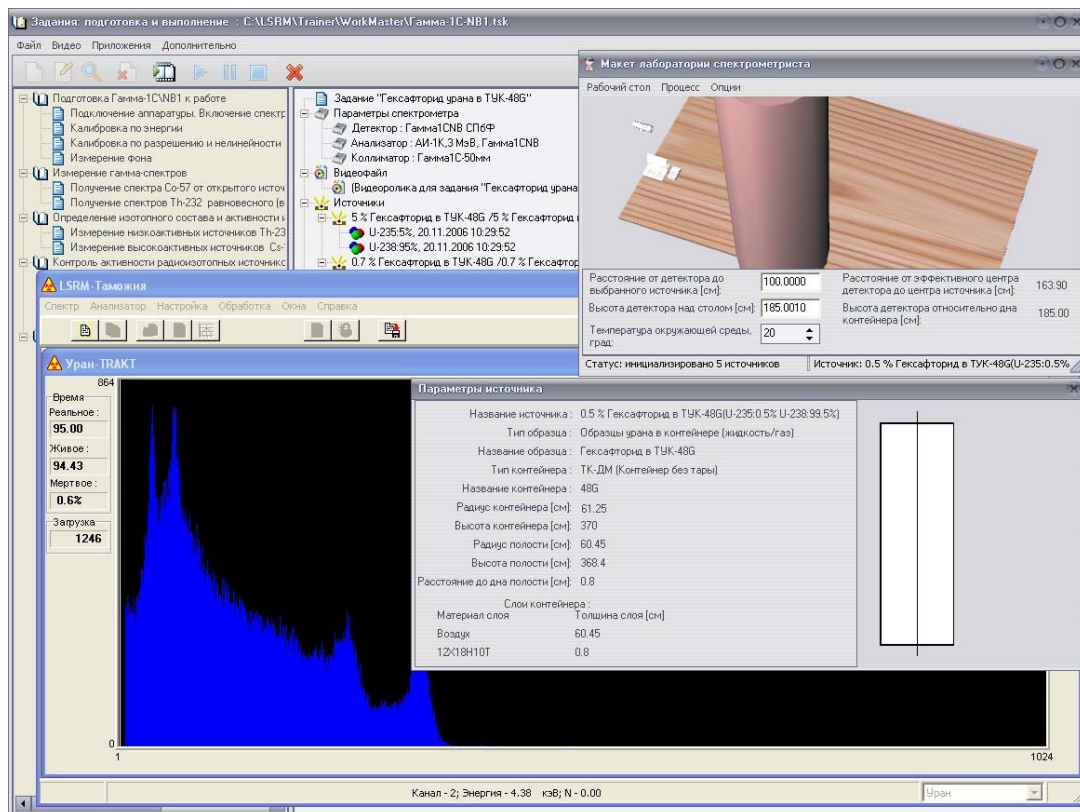 Задания: подготовка и выполнение : C:\LSRM\Trainer\WorkMaster\Гамма-1C-NB1.tsk
Файл Видео Приложения Дополнительно
Подготовка Гамма-1C\NB1 к работе
Подключение аппаратуры. Включение спектр
Калибровка по энергии
Калибровка по разрешению и нелинейности
Измерение фона
Измерение гамма-спектров
Получение спектра Co-57 от открытого источ
Получение спектров Th-232 равновесного (в
Определение изотопного состава и активности и
Измерение низкоактивных источников Th-23
Измерение высокоактивных источников Cs-
Контроль активности радиоизотопных источникс
Задание "Гексафторид урана в ТУК-48G"
Параметры спектрометра
Детектор : Гамма1CNB СПбФ
Анализатор : АИ-1К,3 МэВ, Гамма1CNB
Коллиматор : Гамма1С-50мм
Видеофайл
(Видеоролика для задания "Гексафторид урана
Источники
5 % Гексафторид в ТУК-48G /5 % Гексафторид
U-235:5%, 20.11.2006 10:29:52
U-238:95%, 20.11.2006 10:29:52
0.7 % Гексафторид в ТУК-48G /0.7 % Гексафтор
Макет лаборатории спектрометриста
Рабочий стол Процесс Опции
Расстояние от детектора до выбранного источника [см]: 100.0000
Расстояние от эффективного центра детектора до центра источника [см]: 163.90
Высота детектора над столом [см]: 185.0010
Высота детектора относительно дна контейнера [см]: 185.00
Температура окружающей среды, град: 20
Статус: инициализировано 5 источников Источник: 0.5 % Гексафторид в ТУК-48G(U-235:0.5%
LSRM-Таможня
Спектр Анализатор Настройка Обработка Окна Справка
Уран-TRAKT
864
Время
Реальное :
95.00
Живое :
94.43
Мертвое :
0.6%
Загрузка
1246
0
1
1024
Параметры источника
Название источника : 0.5 % Гексафторид в ТУК-48G(U-235:0.5% U-238:99.5%)
Тип образца : Образцы урана в контейнере (жидкость/газ)
Название образца : Гексафторид в ТУК-48G
Тип контейнера : ТК-ДМ (Контейнер без тары)
Название контейнера : 48G
Радиус контейнера [см]: 61.25
Высота контейнера [см]: 370
Радиус полости [см]: 60.45
Высота полости [см]: 368.4
Расстояние до дна полости [см]: 0.8
Слои контейнера :
Материал слоя Толщина слоя [см]
Воздух 60.45
12Х18Н10Т 0.8
Канал - 2; Энергия - 4.38 кэВ; N - 0.00
Уран